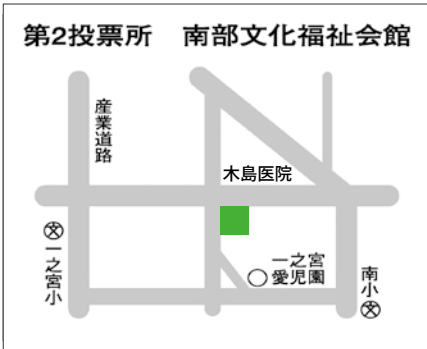 第2投票所　南部文化福祉会館
産業道路
木島医院
一之宮小
一之宮
愛児園
南小